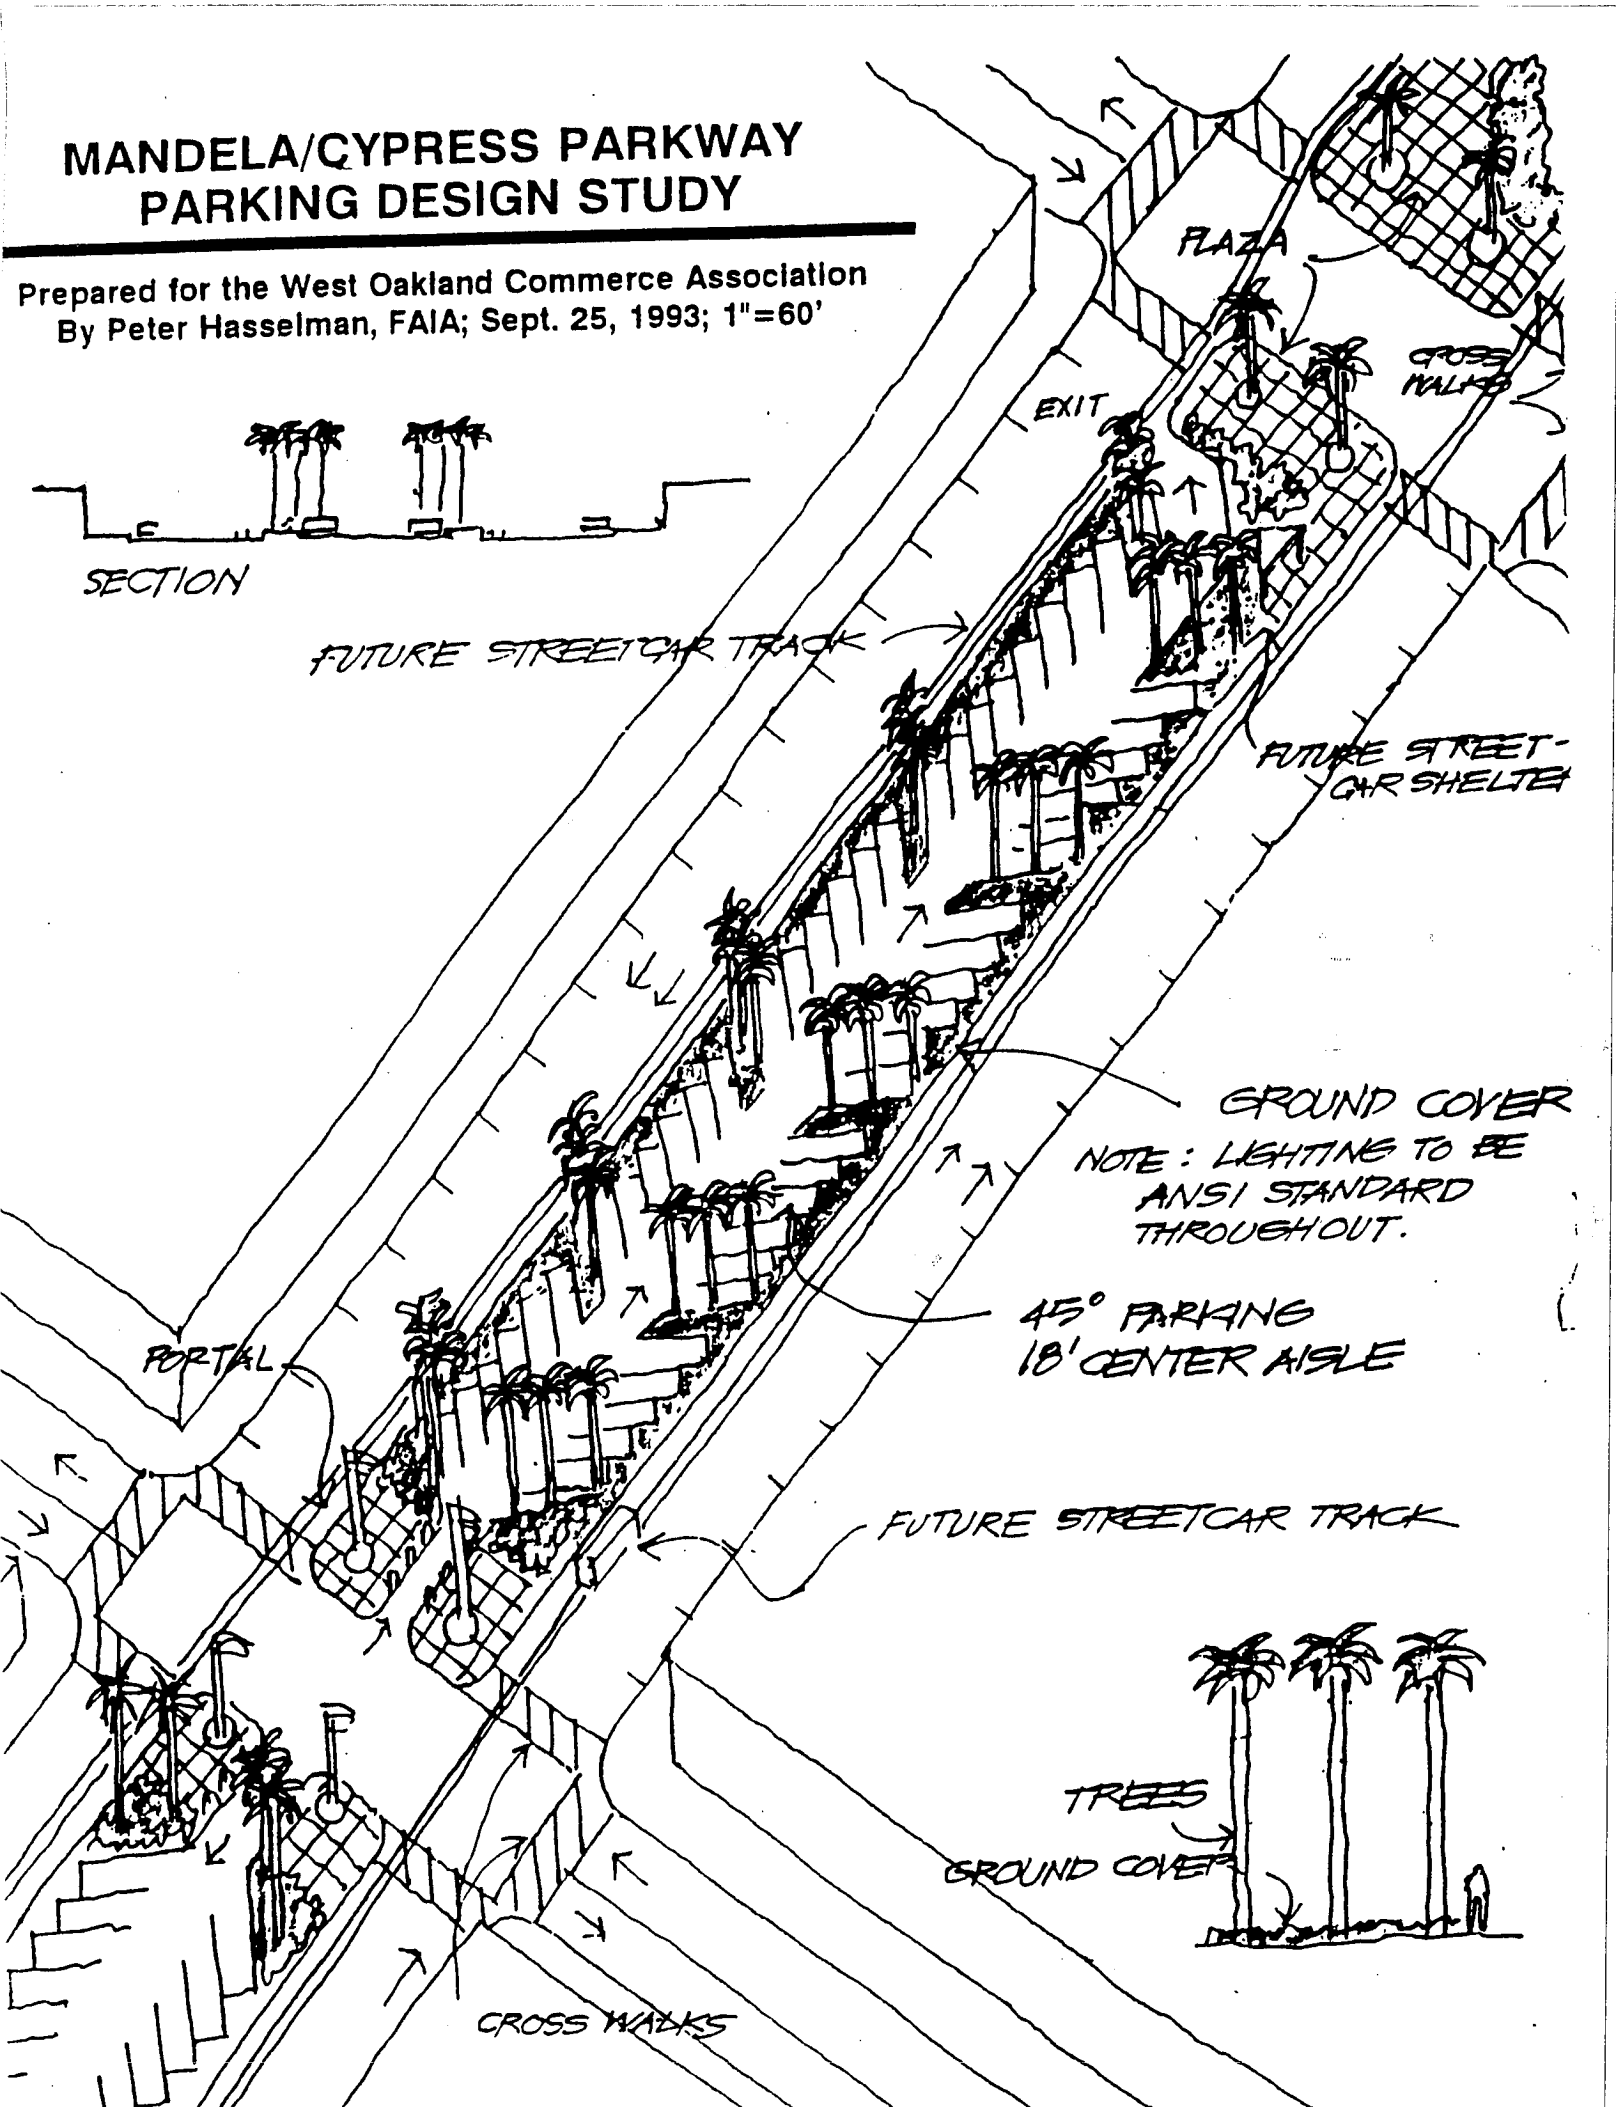 MANDELA/CYPRESS PARKWAY
PARKING DESIGN STUDY
Prepared for the West Oakland Commerce Association
By Peter Hasselman, FAIA; Sept. 25, 1993; 1"=60'
PLAZA
CROSS
WALKS
EXIT
SECTION
FUTURE STREETCAR TRACK
FUTURE STREET-
CAR SHELTER
GROUND COVER
NOTE: LIGHTING TO BE
ANSI STANDARD
THROUGHOUT.
45° PARKING
18' CENTER AISLE
PORTAL
FUTURE STREETCAR TRACK
TREES
GROUND COVER
CROSS WALKS